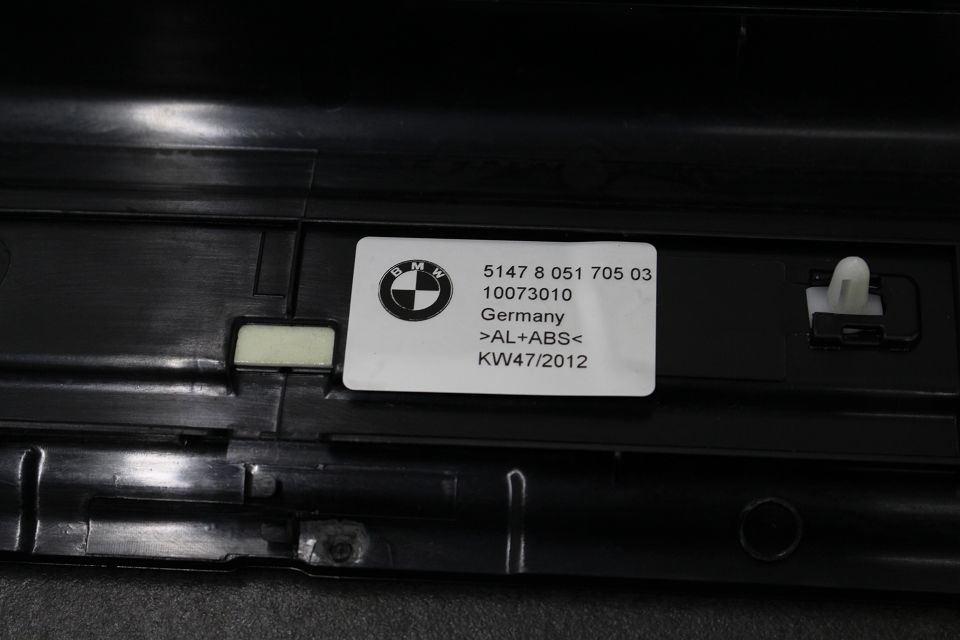 BMW
5147 8 051 705 03
10073010
Germany
>AL+ABS<
KW47/2012